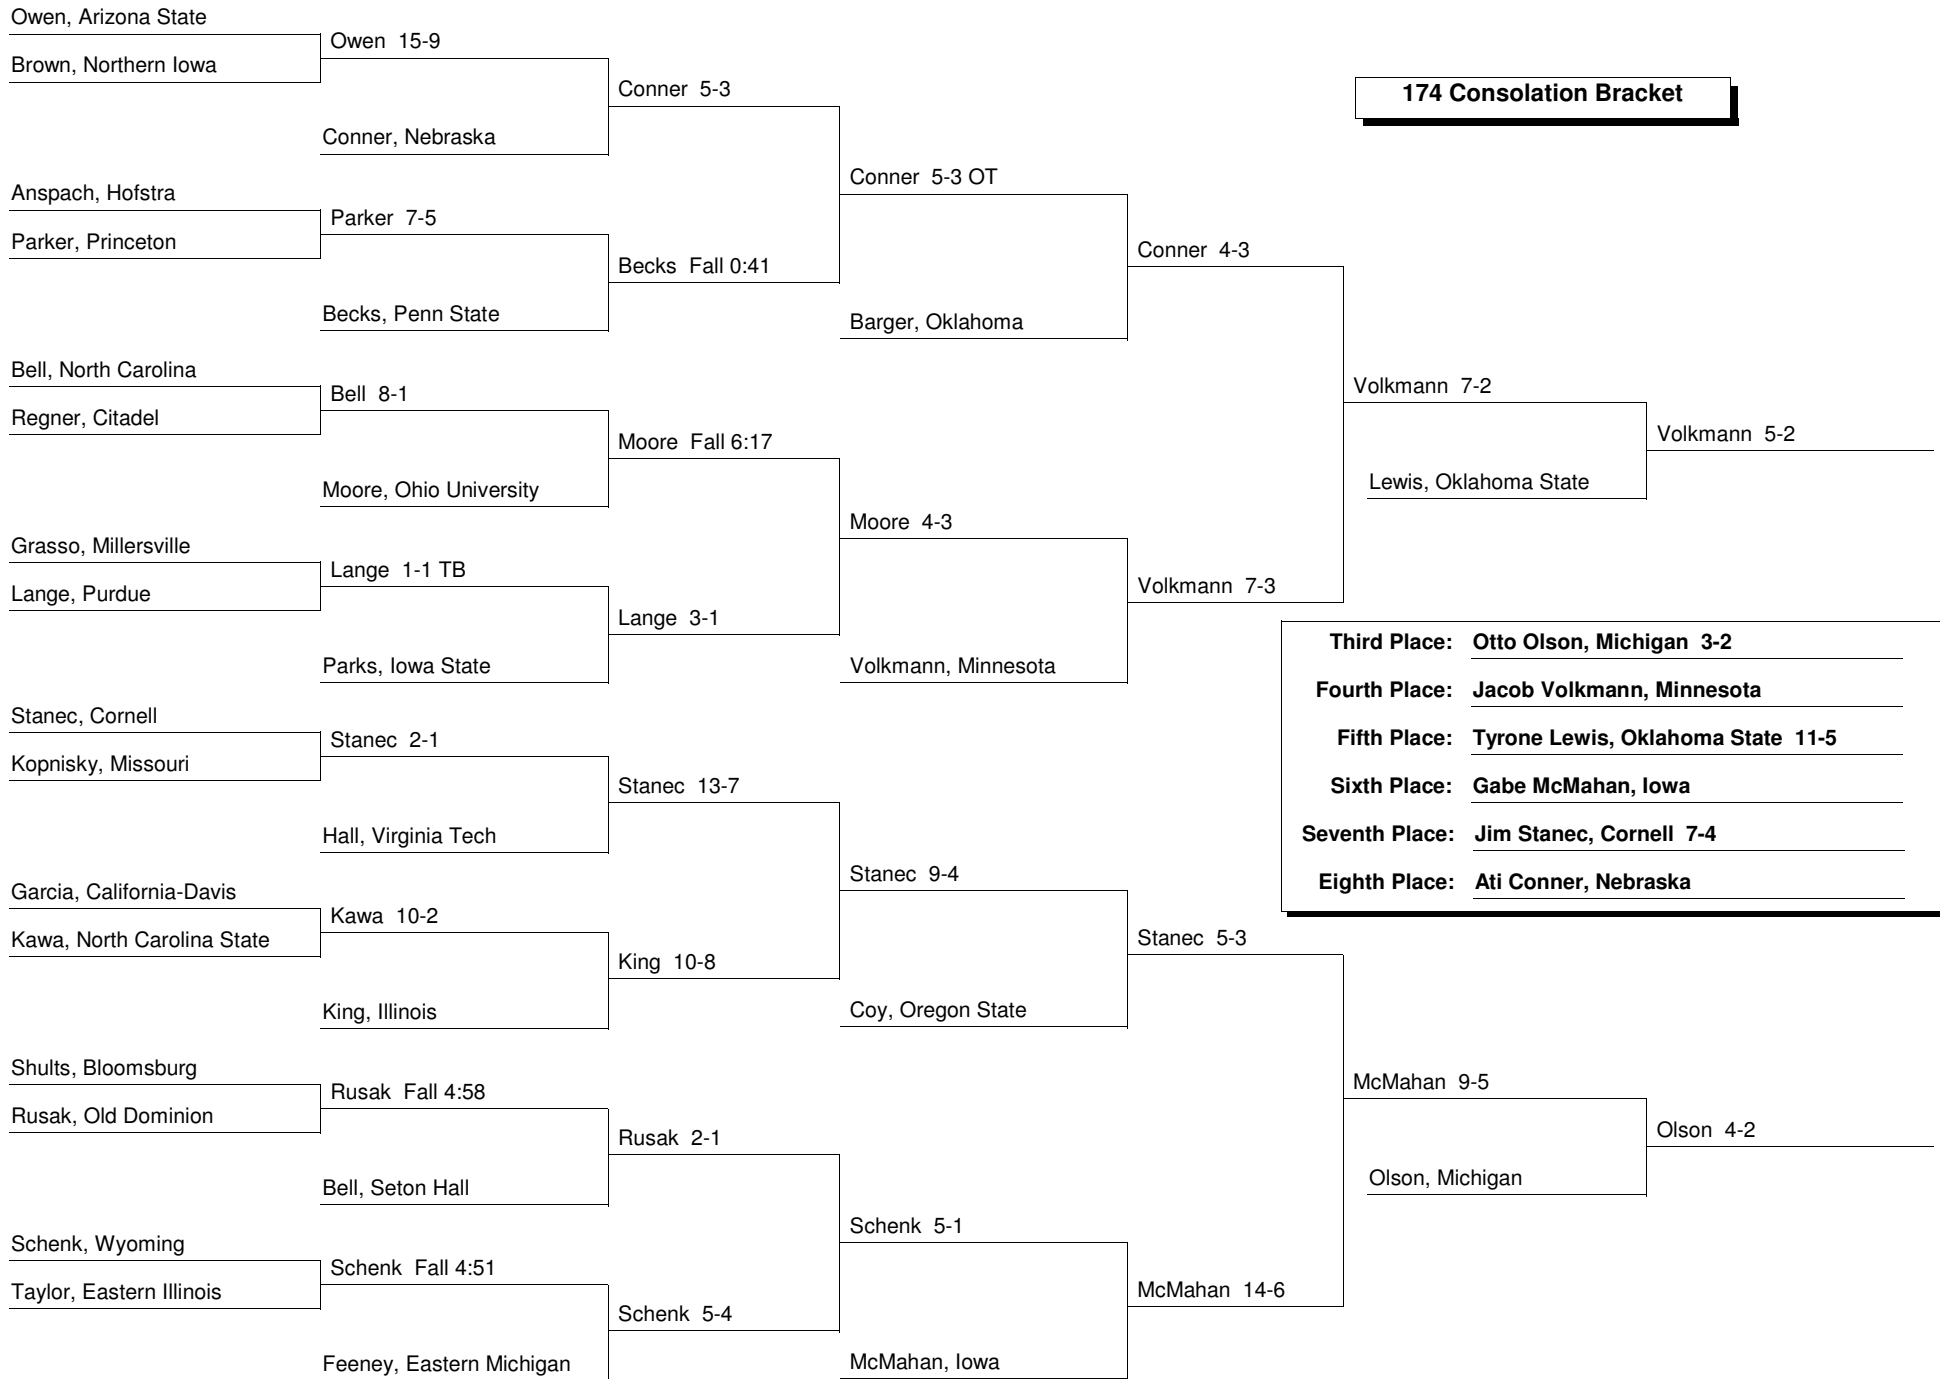 Owen, Arizona State
Owen 15-9
Brown, Northern Iowa
Conner 5-3
174 Consolation Bracket
Conner, Nebraska
Conner 5-3 OT
Anspach, Hofstra
Parker 7-5
Parker, Princeton
Conner 4-3
Becks Fall 0:41
Becks, Penn State
Barger, Oklahoma
Bell, North Carolina
Bell 8-1
Volkmann 7-2
Regner, Citadel
Volkmann 5-2
Moore Fall 6:17
Moore, Ohio University
Lewis, Oklahoma State
Moore 4-3
Grasso, Millersville
Lange 1-1 TB
Lange, Purdue
Volkmann 7-3
Lange 3-1
Parks, Iowa State
Volkmann, Minnesota
Third Place: Otto Olson, Michigan 3-2
Fourth Place: Jacob Volkmann, Minnesota
Fifth Place: Tyrone Lewis, Oklahoma State 11-5
Sixth Place: Gabe McMahan, Iowa
Seventh Place: Jim Stanec, Cornell 7-4
Eighth Place: Ati Conner, Nebraska
Stanec, Cornell
Stanec 2-1
Kopnisky, Missouri
Stanec 13-7
Hall, Virginia Tech
Stanec 9-4
Garcia, California-Davis
Kawa 10-2
Kawa, North Carolina State
Stanec 5-3
King 10-8
King, Illinois
Coy, Oregon State
Shults, Bloomsburg
Rusak Fall 4:58
McMahan 9-5
Rusak, Old Dominion
Olson 4-2
Rusak 2-1
Bell, Seton Hall
Olson, Michigan
Schenk 5-1
Schenk, Wyoming
Schenk Fall 4:51
Taylor, Eastern Illinois
McMahan 14-6
Schenk 5-4
Feeney, Eastern Michigan
McMahan, Iowa